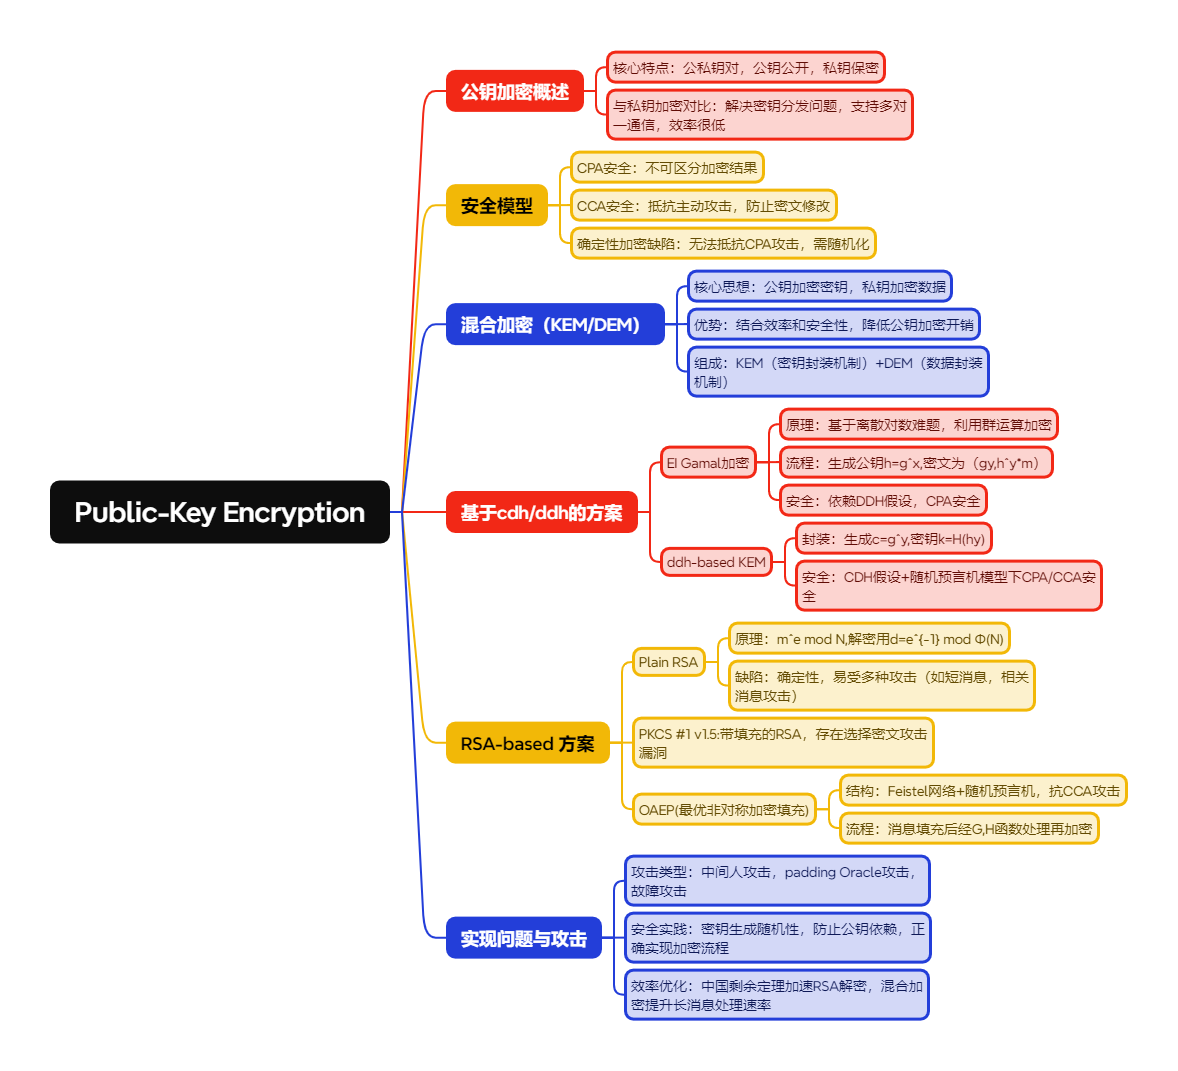 Public-Key Encryption
公钥加密概述
核心特点：公私钥对，公钥公开，私钥保密
与私钥加密对比：解决密钥分发问题，支持多对
一通信，效率很低
安全模型
CPA安全：不可区分加密结果
CCA安全：抵抗主动攻击，防止密文修改
确定性加密缺陷：无法抵抗CPA攻击，需随机化
混合加密（KEM/DEM）
核心思想：公钥加密密钥，私钥加密数据
优势：结合效率和安全性，降低公钥加密开销
组成：KEM（密钥封装机制）+DEM（数据封装
机制）
基于cdh/ddh的方案
EI Gamal加密
原理：基于离散对数难题，利用群运算加密
流程：生成公钥h=g^x,密文为（gy,h^y*m）
安全：依赖DDH假设，CPA安全
ddh-based KEM
封装：生成c=g^y,密钥k=H(hy)
安全：CDH假设+随机预言机模型下CPA/CCA安
全
RSA-based 方案
Plain RSA
原理：m^e mod N,解密用d=e^{-1} mod Φ(N)
缺陷：确定性，易受多种攻击（如短消息，相关
消息攻击）
PKCS #1 v1.5:带填充的RSA，存在选择密文攻击
漏洞
OAEP(最优非对称加密填充)
结构：Feistel网络+随机预言机，抗CCA攻击
流程：消息填充后经G,H函数处理再加密
实现问题与攻击
攻击类型：中间人攻击，padding Oracle攻击，
故障攻击
安全实践：密钥生成随机性，防止公钥依赖，正
确实现加密流程
效率优化：中国剩余定理加速RSA解密，混合加
密提升长消息处理速率